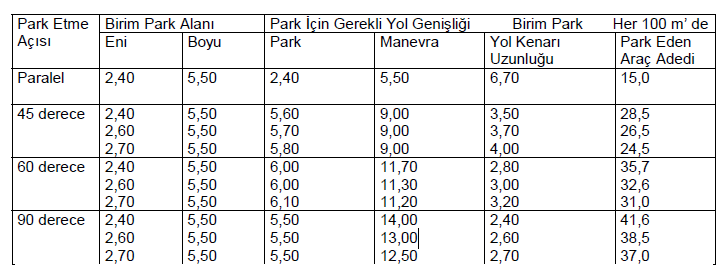 Park Etme Birim Park Alanı Park İçin Gerekli Yol Genişliği Birim Park Her 100 m’ de
Açısı Eni Boyu Park Manevra Yol Kenarı Park Eden
Uzunluğu Araç Adedi
Paralel 2,40 5,50 2,40 5,50 6,70 15,0
45 derece 2,40 5,50 5,60 9,00 3,50 28,5
2,60 5,50 5,70 9,00 3,70 26,5
2,70 5,50 5,80 9,00 4,00 24,5
60 derece 2,40 5,50 6,00 11,70 2,80 35,7
2,60 5,50 6,00 11,30 3,00 32,6
2,70 5,50 6,10 11,20 3,20 31,0
90 derece 2,40 5,50 5,50 14,00 2,40 41,6
2,60 5,50 5,50 13,00 2,60 38,5
2,70 5,50 5,50 12,50 2,70 37,0